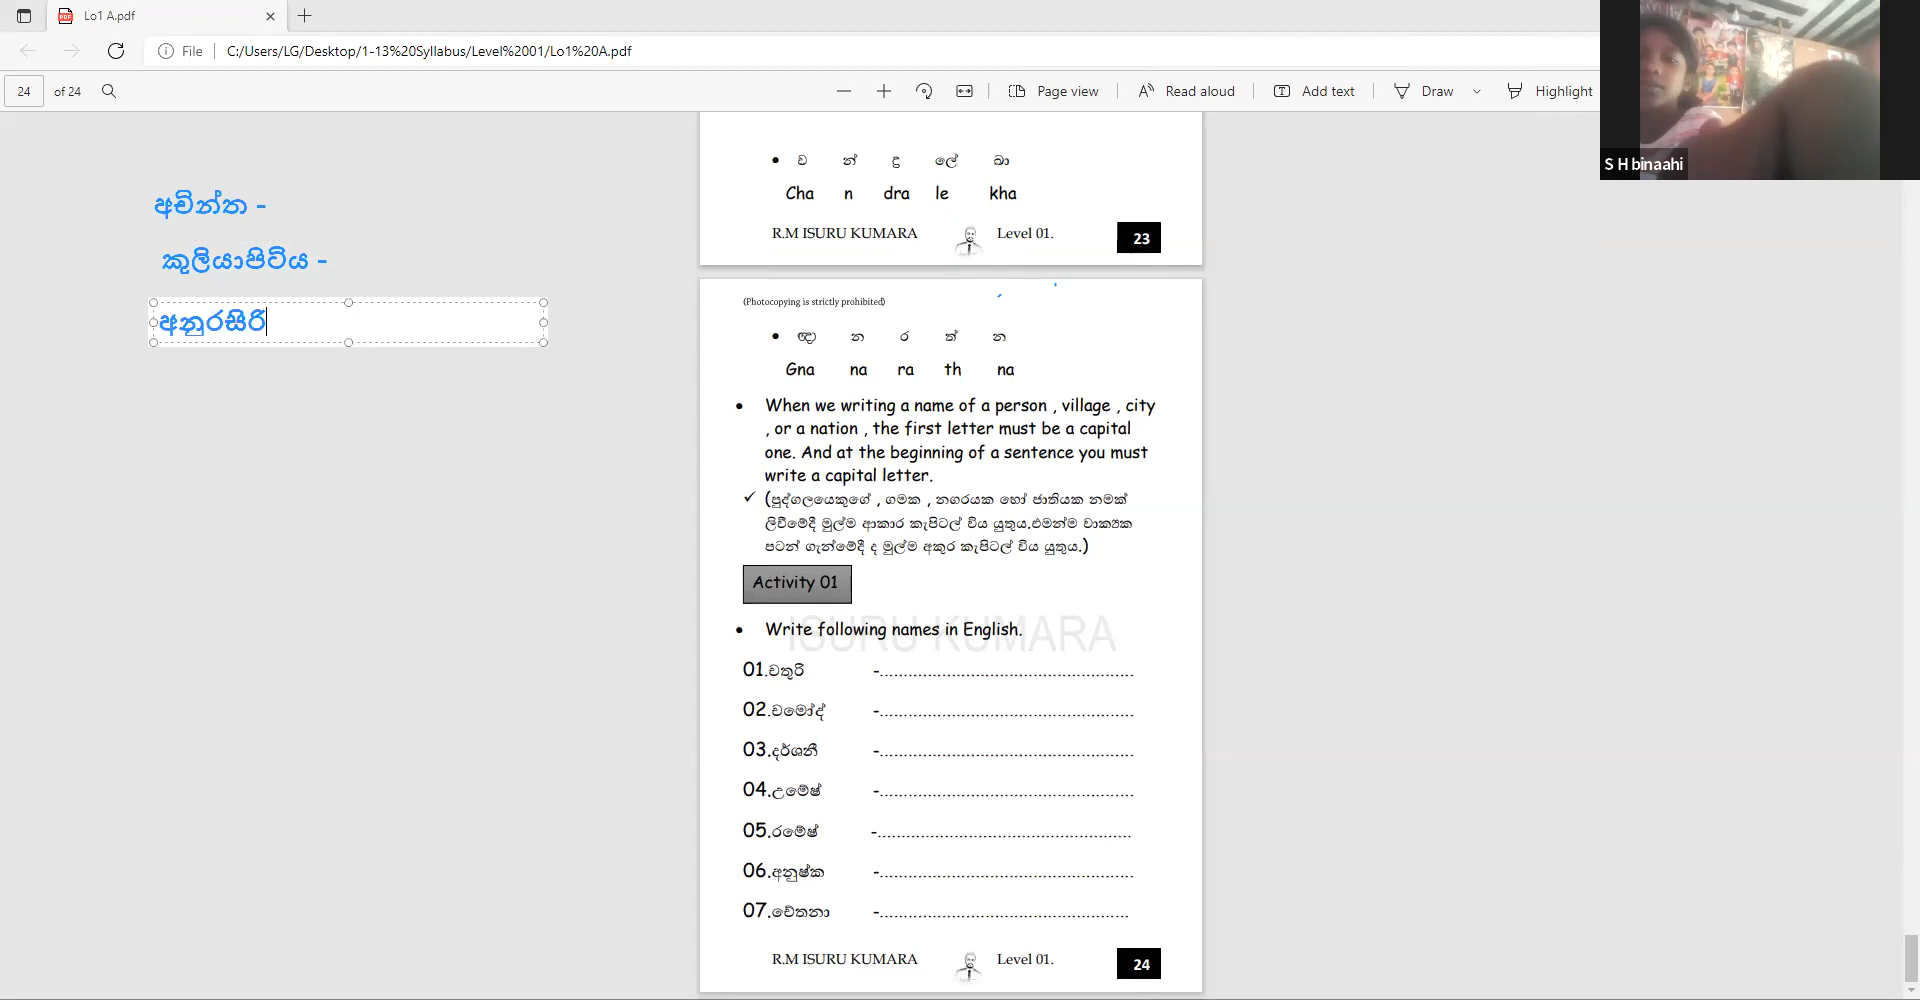 Lo1 A.pdf
File
C:/Users/LG/Desktop/1-13%20Syllabus/Level%2001/Lo1%20A.pdf
24 of 24
Page view
Read aloud
Add text
Draw
Highlight
S H binaahi
අචින්ත -
කුලියාපිටිය -
අනුරසිරි
• ච න් ද්‍ර ලේ ඛා
Cha n dra le kha
R.M ISURU KUMARA Level 01. 23
(Photocopying is strictly prohibited)
• ඥා න ර ත් න
Gna na ra th na
• When we writing a name of a person , village , city
, or a nation , the first letter must be a capital
one. And at the beginning of a sentence you must
write a capital letter.
✓ (පුද්ගලයෙකුගේ , ගමක , නගරයක හෝ ජාතියක නමක්
ලිවීමේදී මුල්ම ආකාර කැපිටල් විය යුතුය.එමන්ම වාක්‍යක
පටන් ගැන්මේදී ද මුල්ම අකුර කැපිටල් විය යුතුය.)
Activity 01
ISURU KUMARA
• Write following names in English.
01.චතුරි -.....................................................
02.චමෝද් -.....................................................
03.දර්ශනී -.....................................................
04.උමේෂ් -.....................................................
05.රමේෂ් -.....................................................
06.අනුෂ්ක -.....................................................
07.චේතනා -....................................................
R.M ISURU KUMARA Level 01. 24